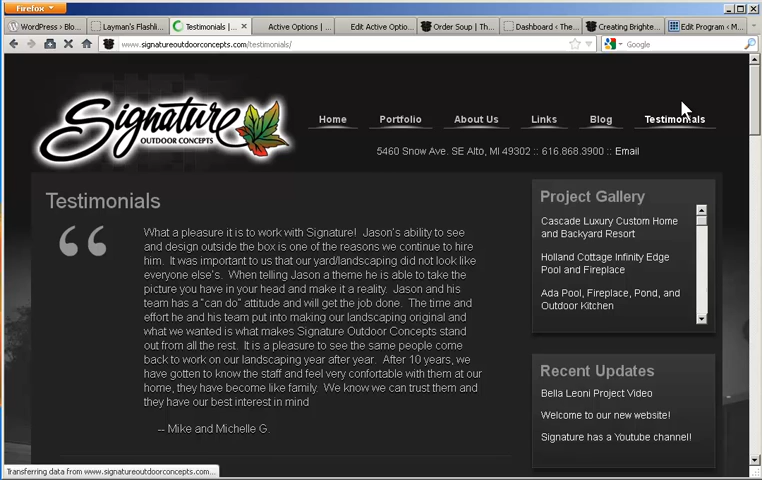 Firefox
WordPress › Blo...
Layman's Flashli...
Testimonials |...
Active Options | ...
Edit Active Optio...
Order Soup | Th...
Dashboard ‹ The...
Creating Brighte...
Edit Program ‹ M...
www.signatureoutdoorconcepts.com/testimonials/
Google
Signature
OUTDOOR CONCEPTS
Home
Portfolio
About Us
Links
Blog
Testimonials
5460 Snow Ave. SE Alto, MI 49302 :: 616.868.3900 :: Email
Testimonials
What a pleasure it is to work with Signature! Jason's ability to see
and design outside the box is one of the reasons we continue to hire
him. It was important to us that our yard/landscaping did not look like
everyone else's. When telling Jason a theme he is able to take the
picture you have in your head and make it a reality. Jason and his
team has a "can do" attitude and will get the job done. The time and
effort he and his team put into making our landscaping original and
what we wanted is what makes Signature Outdoor Concepts stand
out from all the rest. It is a pleasure to see the same people come
back to work on our landscaping year after year. After 10 years, we
have gotten to know the staff and feel very comfortable with them at our
home, they have become like family. We know we can trust them and
they have our best interest in mind
-- Mike and Michelle G.
Project Gallery
Cascade Luxury Custom Home
and Backyard Resort
Holland Cottage Infinity Edge
Pool and Fireplace
Ada Pool, Fireplace, Pond, and
Outdoor Kitchen
Recent Updates
Bella Leoni Project Video
Welcome to our new website!
Signature has a Youtube channel!
Transferring data from www.signatureoutdoorconcepts.com...